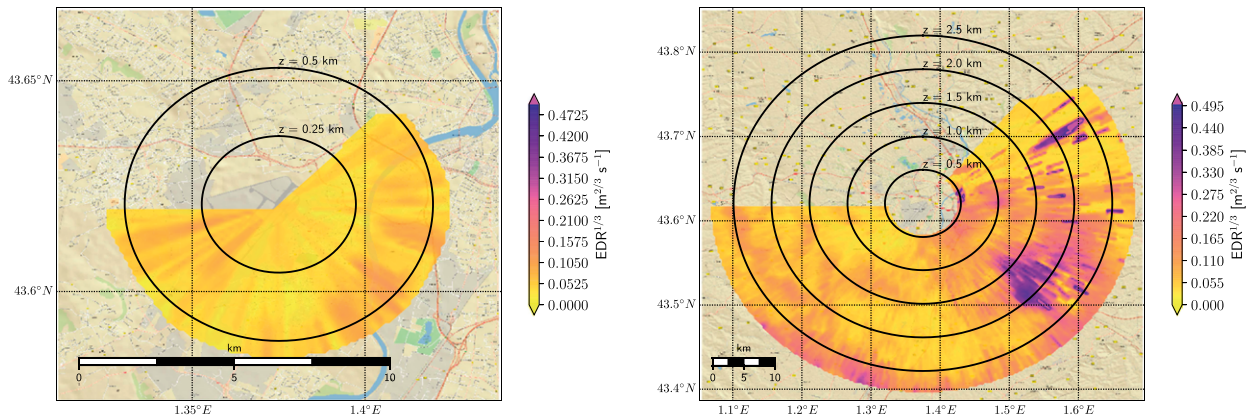 z = 0.5 km
z = 0.25 km
43.65°N
43.6°N
1.35°E
1.4°E
km
0
5
10
0.4725
0.4200
0.3675
0.3150
0.2625
0.2100
0.1575
0.1050
0.0525
0.0000
EDR^1/3 [m^2/3 s^−1]
z = 2.5 km
z = 2.0 km
z = 1.5 km
z = 1.0 km
z = 0.5 km
43.8°N
43.7°N
43.6°N
43.5°N
43.4°N
1.1°E
1.2°E
1.3°E
1.4°E
1.5°E
1.6°E
km
0
5
10
0.495
0.440
0.385
0.330
0.275
0.220
0.165
0.110
0.055
0.000
EDR^1/3 [m^2/3 s^−1]